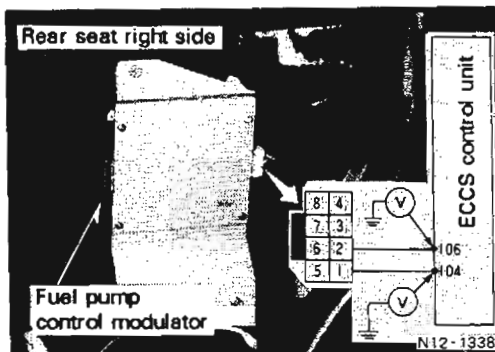 Rear seat right side
ECCS control unit
8 4
7 3
6 2
5 1
V
106
104
V
Fuel pump
control modulator
N12-1338